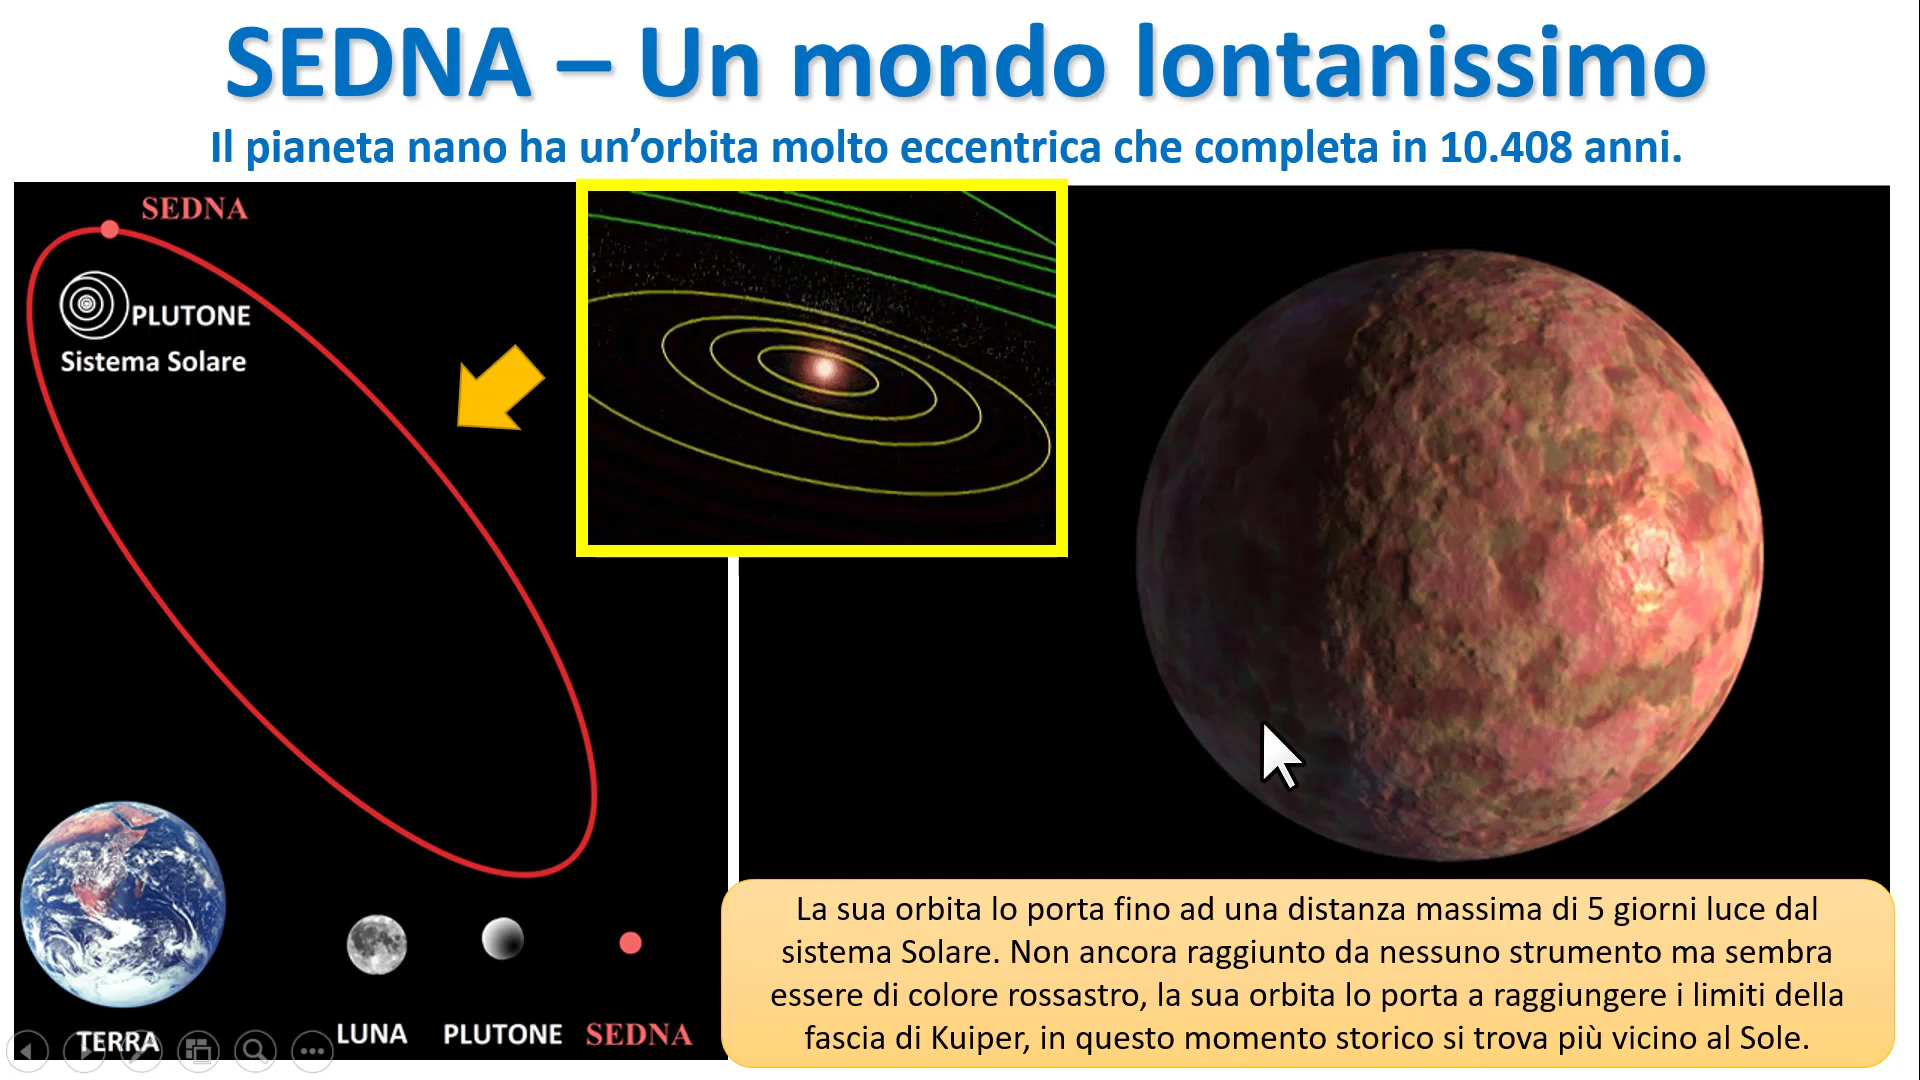 SEDNA – Un mondo lontanissimo
Il pianeta nano ha un’orbita molto eccentrica che completa in 10.408 anni.
SEDNA
PLUTONE
Sistema Solare
TERRA
LUNA
PLUTONE
SEDNA
La sua orbita lo porta fino ad una distanza massima di 5 giorni luce dal
sistema Solare. Non ancora raggiunto da nessuno strumento ma sembra
essere di colore rossastro, la sua orbita lo porta a raggiungere i limiti della
fascia di Kuiper, in questo momento storico si trova più vicino al Sole.